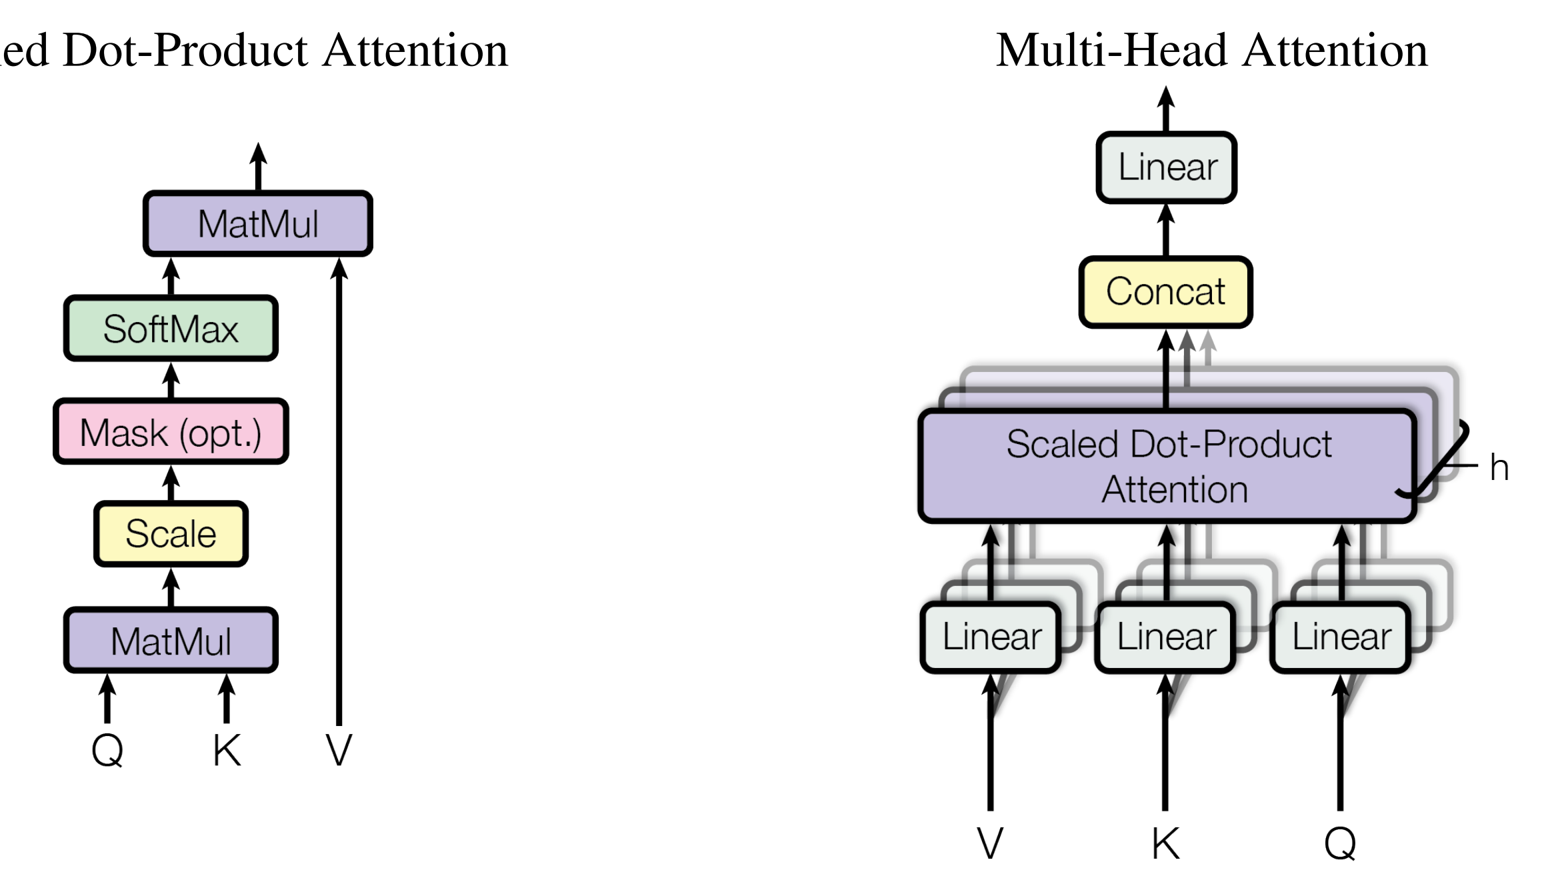 ed Dot-Product Attention
MatMul
SoftMax
Mask (opt.)
Scale
MatMul
Q K V
Multi-Head Attention
Linear
Concat
Scaled Dot-Product
Attention
h
Linear Linear Linear
V K Q